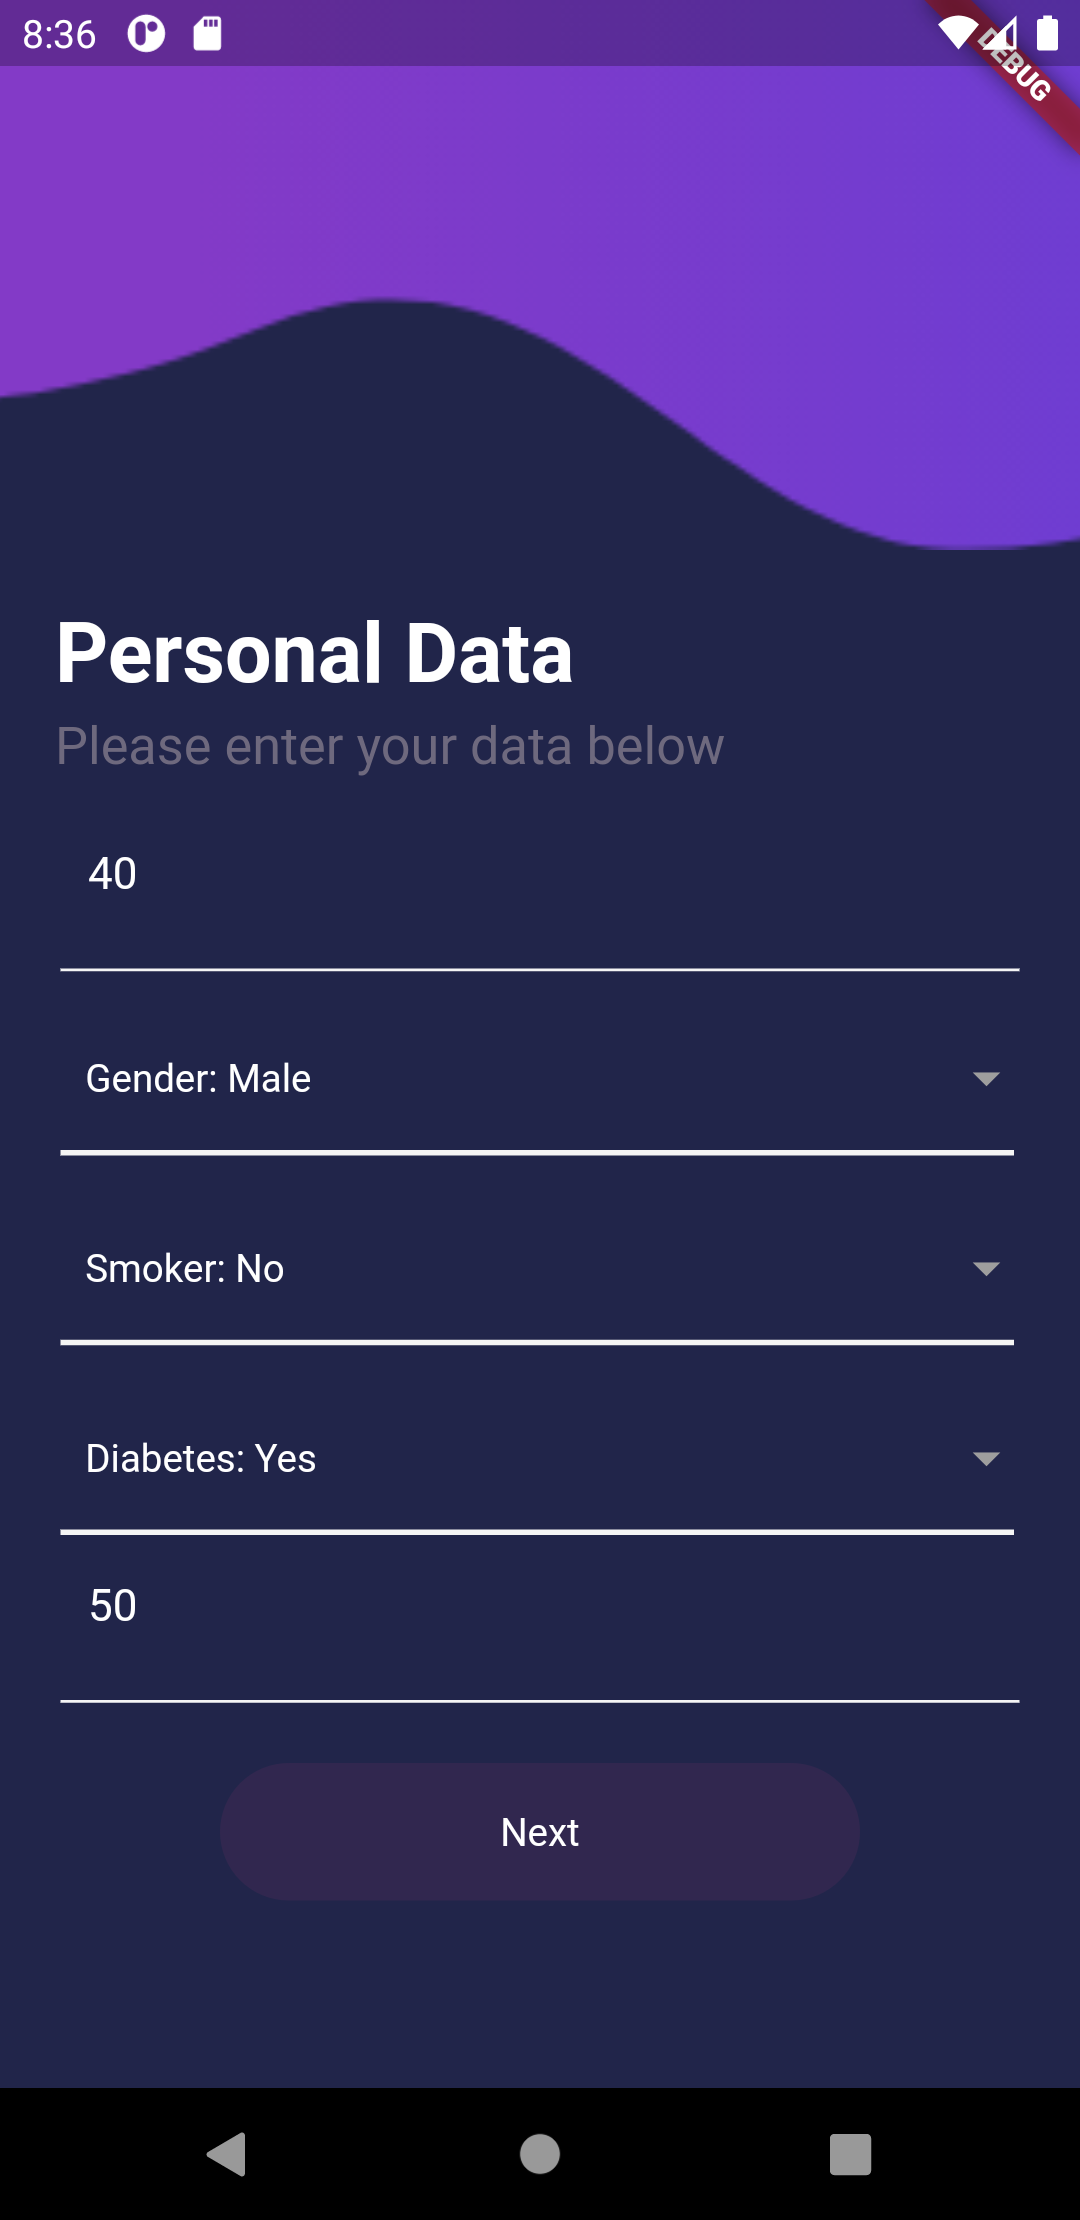 8:36
DEBUG
Personal Data
Please enter your data below
40
Gender: Male
Smoker: No
Diabetes: Yes
50
Next